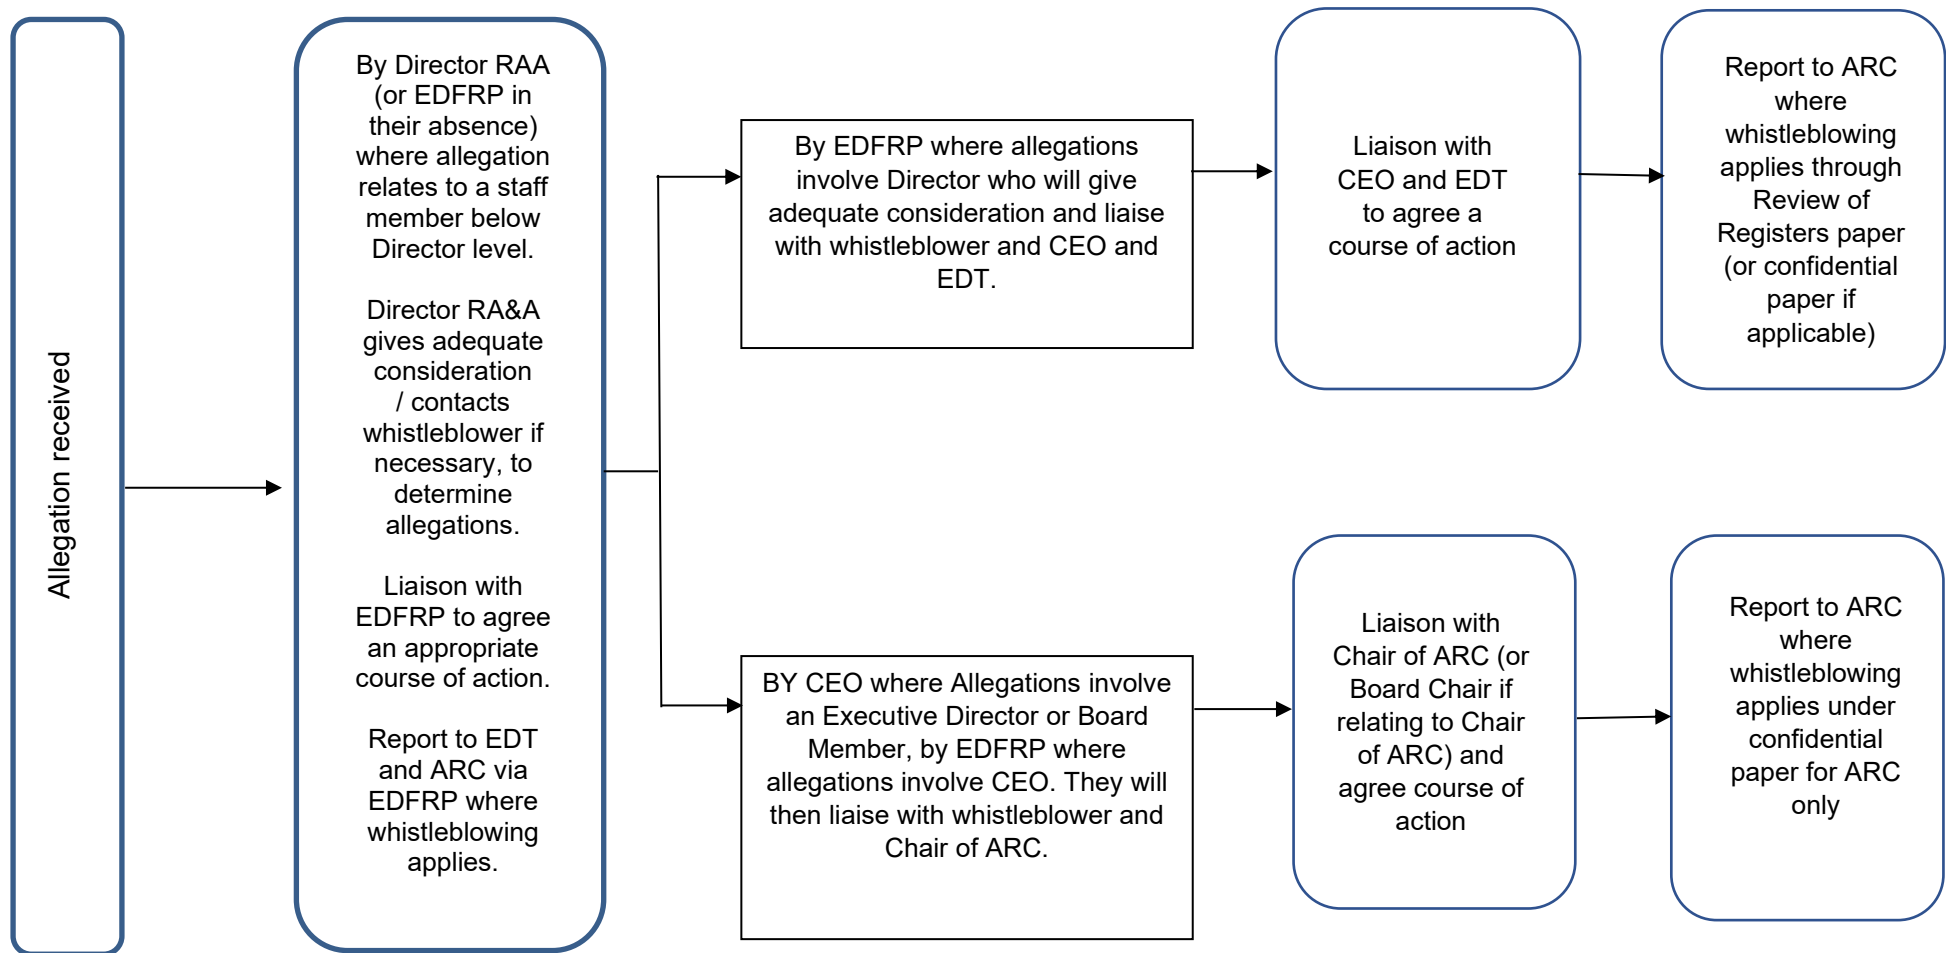 Allegation received
By Director RAA
(or EDFRP in
their absence)
where allegation
relates to a staff
member below
Director level.
Director RA&A
gives adequate
consideration
/ contacts
whistleblower if
necessary, to
determine
allegations.
Liaison with
EDFRP to agree
an appropriate
course of action.
Report to EDT
and ARC via
EDFRP where
whistleblowing
applies.
By EDFRP where allegations
involve Director who will give
adequate consideration and liaise
with whistleblower and CEO and
EDT.
Liaison with
CEO and EDT
to agree a
course of action
Report to ARC
where
whistleblowing
applies through
Review of
Registers paper
(or confidential
paper if
applicable)
BY CEO where Allegations involve
an Executive Director or Board
Member, by EDFRP where
allegations involve CEO. They will
then liaise with whistleblower and
Chair of ARC.
Liaison with
Chair of ARC (or
Board Chair if
relating to Chair
of ARC) and
agree course of
action
Report to ARC
where
whistleblowing
applies under
confidential
paper for ARC
only